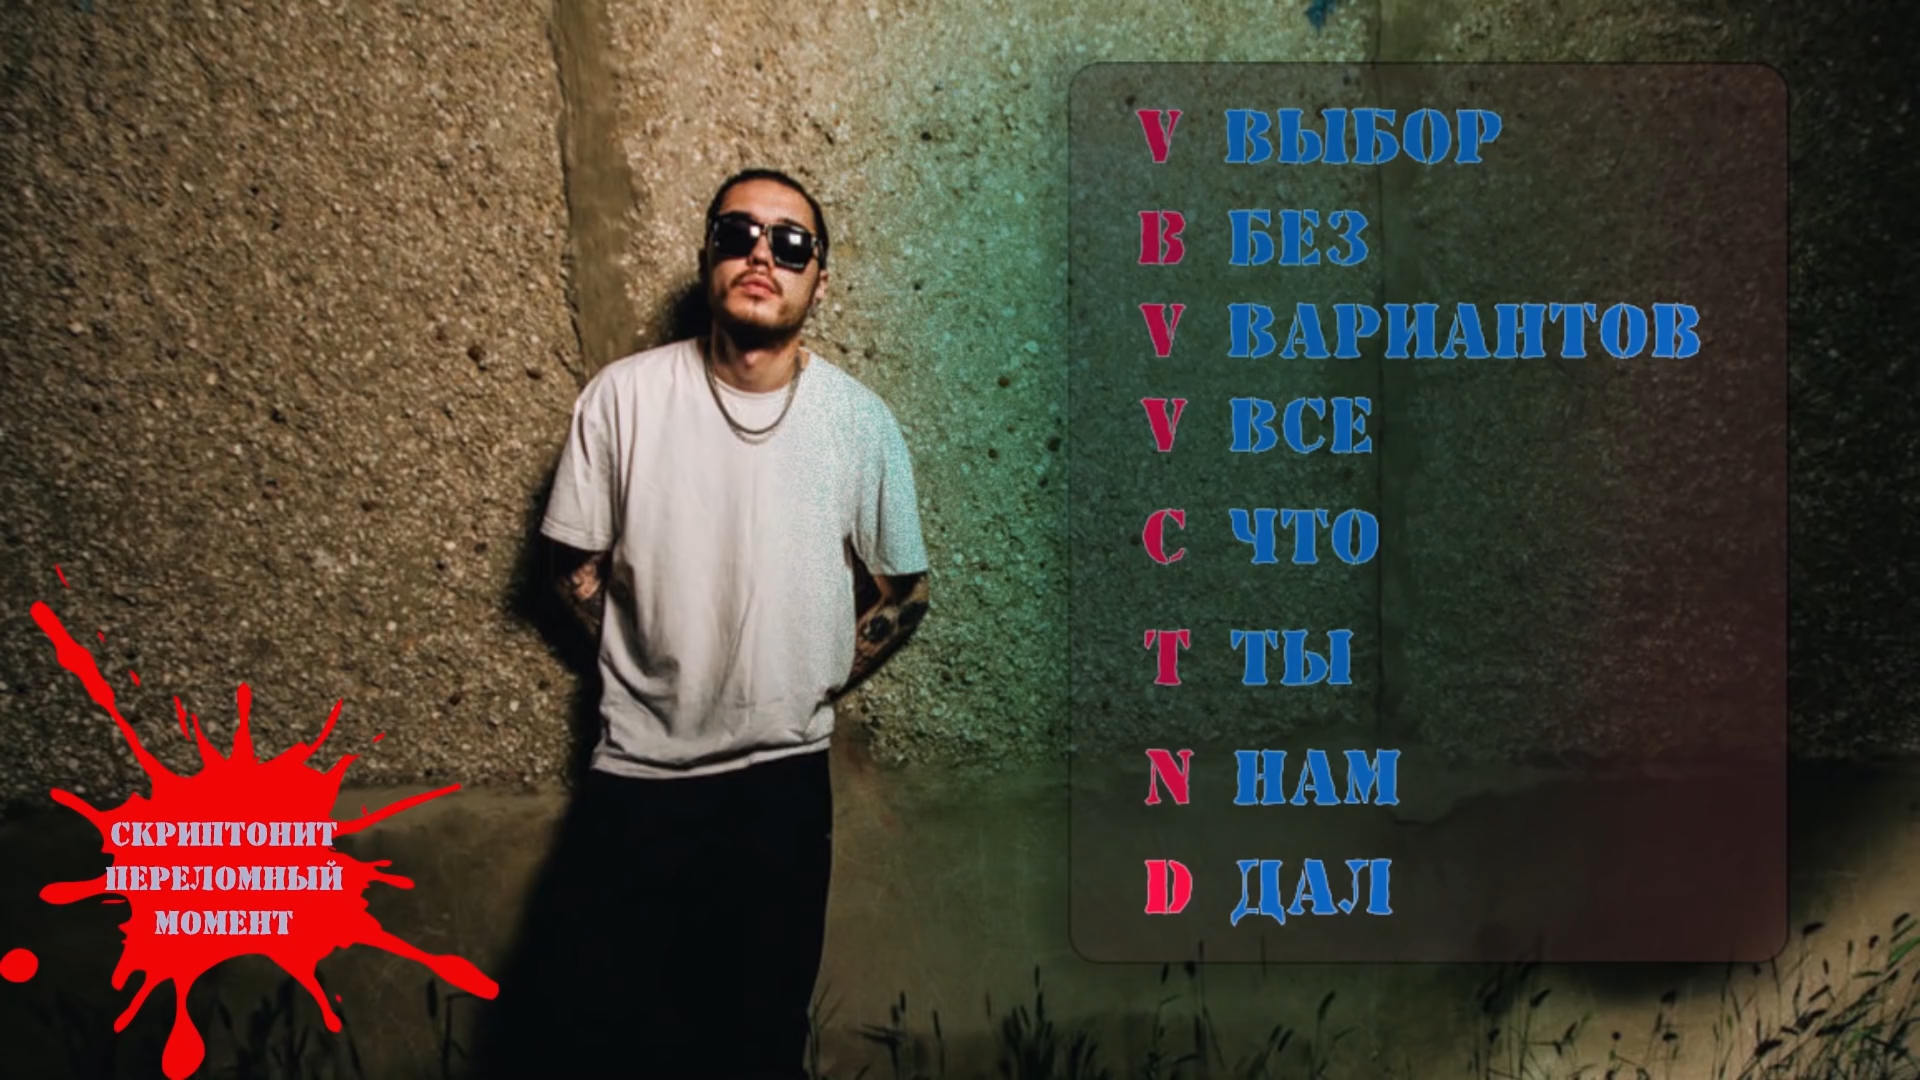 V ВЫБОР
B БЕЗ
V ВАРИАНТОВ
V ВСЕ
C ЧТО
T ТЫ
N НАМ
D ДАЛ
СКРИПТОНИТ
ПЕРЕЛОМНЫЙ
МОМЕНТ